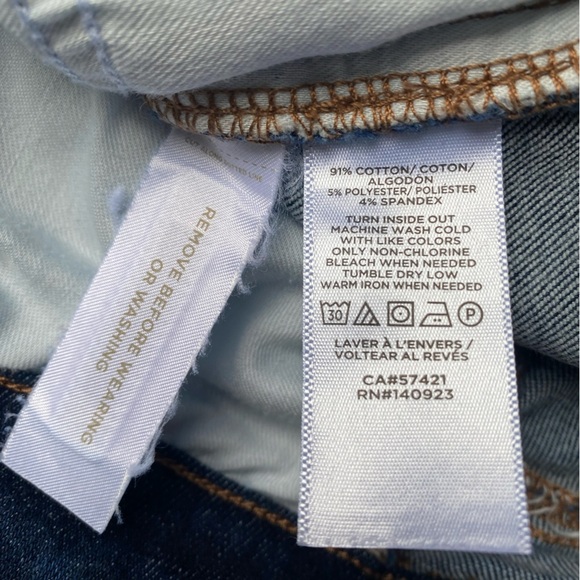 REMOVE BEFORE WEARING
OR WASHING
91% COTTON/ COTON/
ALGODÓN
5% POLYESTER/ POLIÉSTER
4% SPANDEX
TURN INSIDE OUT
MACHINE WASH COLD
WITH LIKE COLORS
ONLY NON-CHLORINE
BLEACH WHEN NEEDED
TUMBLE DRY LOW
WARM IRON WHEN NEEDED
30 P
LAVER À L'ENVERS /
VOLTEAR AL REVÉS
CA#57421
RN#140923